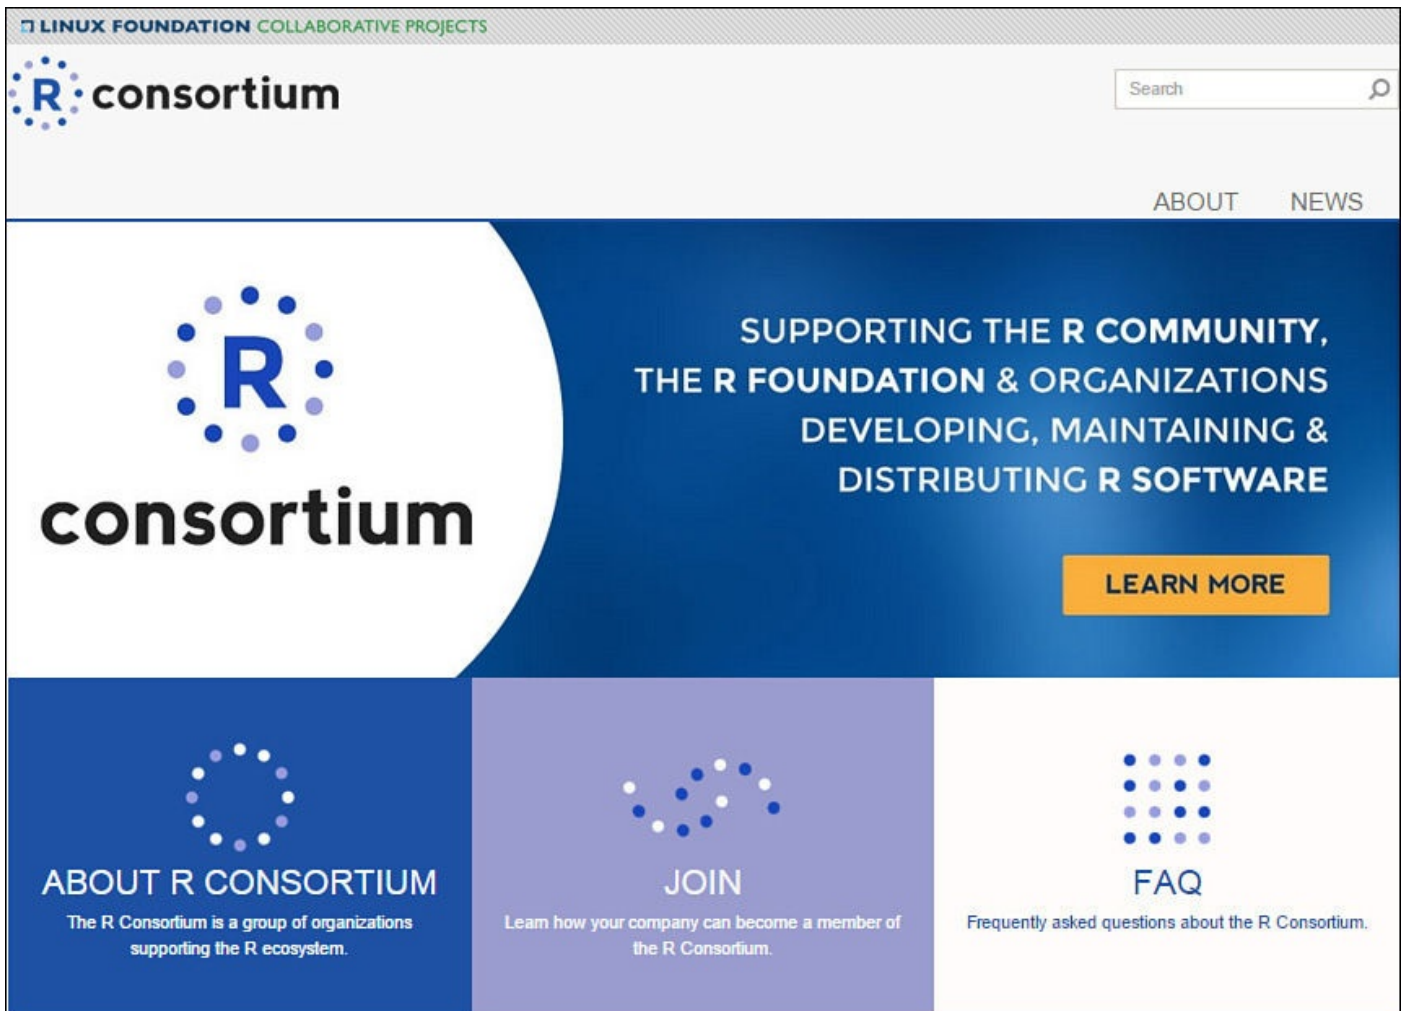 LINUX FOUNDATION COLLABORATIVE PROJECTS
R consortium
Search
ABOUT NEWS
R
consortium
SUPPORTING THE R COMMUNITY,
THE R FOUNDATION & ORGANIZATIONS
DEVELOPING, MAINTAINING &
DISTRIBUTING R SOFTWARE
LEARN MORE
ABOUT R CONSORTIUM
The R Consortium is a group of organizations
supporting the R ecosystem.
JOIN
Learn how your company can become a member of
the R Consortium.
FAQ
Frequently asked questions about the R Consortium.